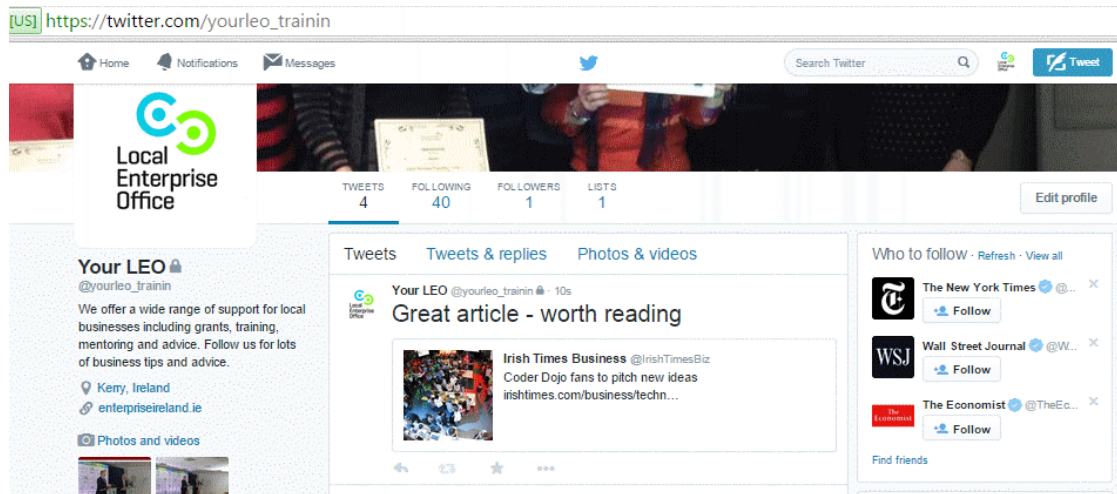 [US] https://twitter.com/yourleo_trainin
Home Notifications Messages Search Twitter Tweet
Local
Enterprise
Office
TWEETS FOLLOWING FOLLOWERS LISTS
4 40 1 1
Edit profile
Your LEO
@yourleo_trainin
We offer a wide range of support for local
businesses including grants, training,
mentoring and advice. Follow us for lots
of business tips and advice.
Kerry, Ireland
enterpriseireland.ie
Photos and videos
Tweets Tweets & replies Photos & videos
Local
Enterprise
Office
Your LEO @yourleo_trainin · 10s
Great article - worth reading
Irish Times Business @IrishTimesBiz
Coder Dojo fans to pitch new ideas
irishtimes.com/business/techn...
Who to follow · Refresh · View all
The New York Times @...
Follow
WSJ
Wall Street Journal @W...
Follow
The
Economist
The Economist @TheEc...
Follow
Find friends